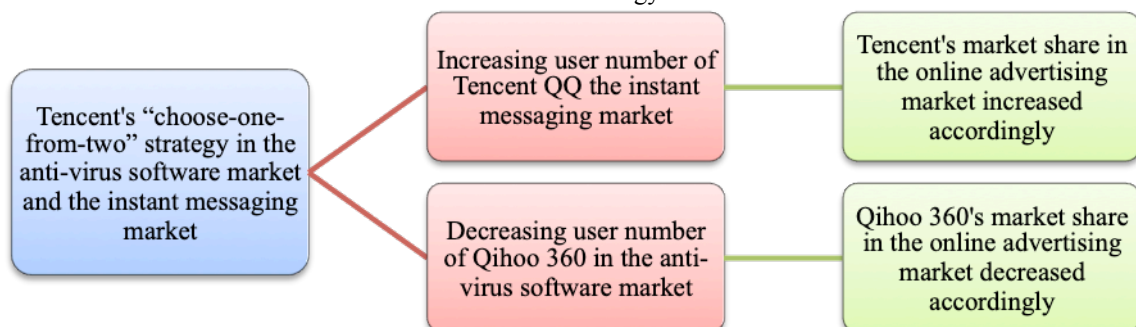 Tencent's “choose-one-
from-two” strategy in the
anti-virus software market
and the instant messaging
market
Increasing user number of
Tencent QQ the instant
messaging market
Tencent's market share in
the online advertising
market increased
accordingly
Decreasing user number
of Qihoo 360 in the anti-
virus software market
Qihoo 360's market share
in the online advertising
market decreased
accordingly